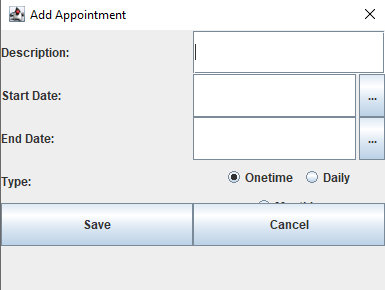 Add Appointment
Description:
Start Date:
...
End Date:
...
Type:
Onetime
Daily
Save
Cancel